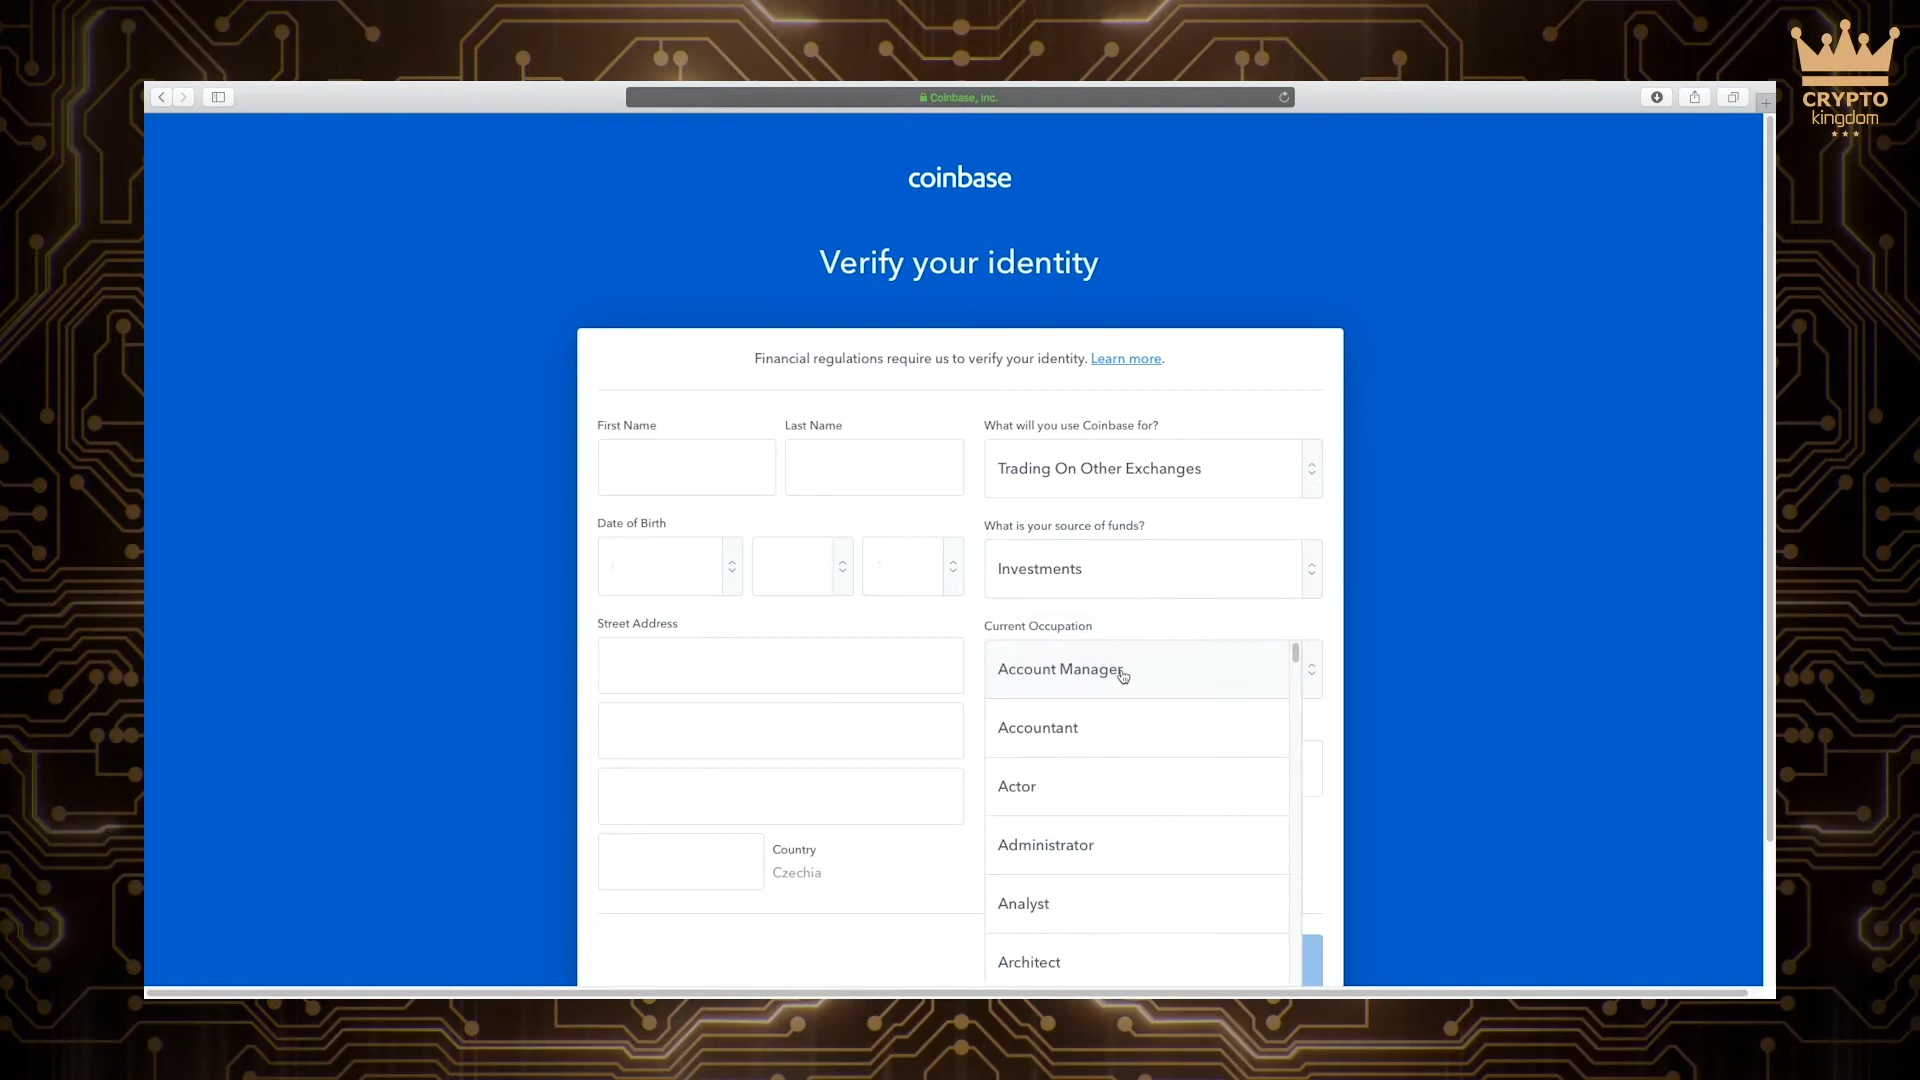 CRYPTO
kingdom
Coinbase, Inc.
coinbase
Verify your identity
Financial regulations require us to verify your identity. Learn more.
First Name
Last Name
Date of Birth
Street Address
Country
Czechia
What will you use Coinbase for?
Trading On Other Exchanges
What is your source of funds?
Investments
Current Occupation
Account Manager
Accountant
Actor
Administrator
Analyst
Architect